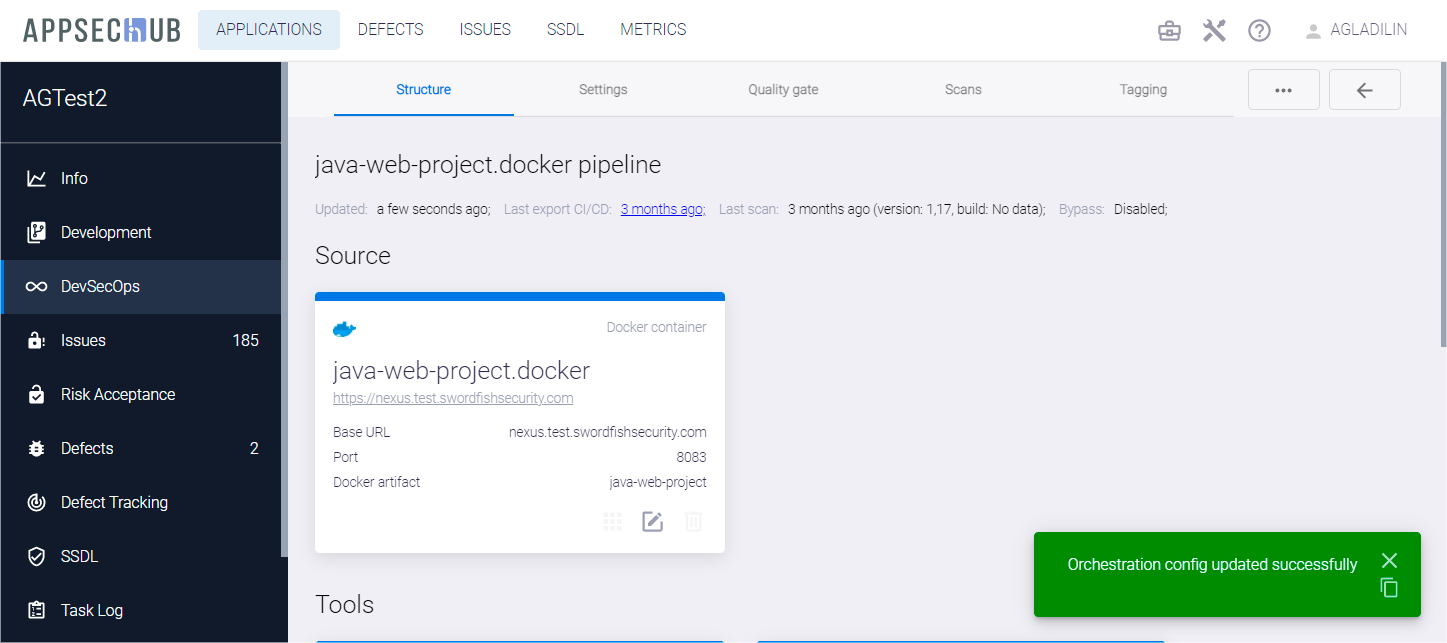 APPSECHUB APPLICATIONS DEFECTS ISSUES SSDL METRICS AGLADILIN
AGTest2
Info
Development
DevSecOps
Issues 185
Risk Acceptance
Defects 2
Defect Tracking
SSDL
Task Log
Structure Settings Quality gate Scans Tagging
java-web-project.docker pipeline
Updated: a few seconds ago; Last export CI/CD: 3 months ago; Last scan: 3 months ago (version: 1,17, build: No data); Bypass: Disabled;
Source
Docker container
java-web-project.docker
https://nexus.test.swordfishsecurity.com
Base URL nexus.test.swordfishsecurity.com
Port 8083
Docker artifact java-web-project
Orchestration config updated successfully
Tools